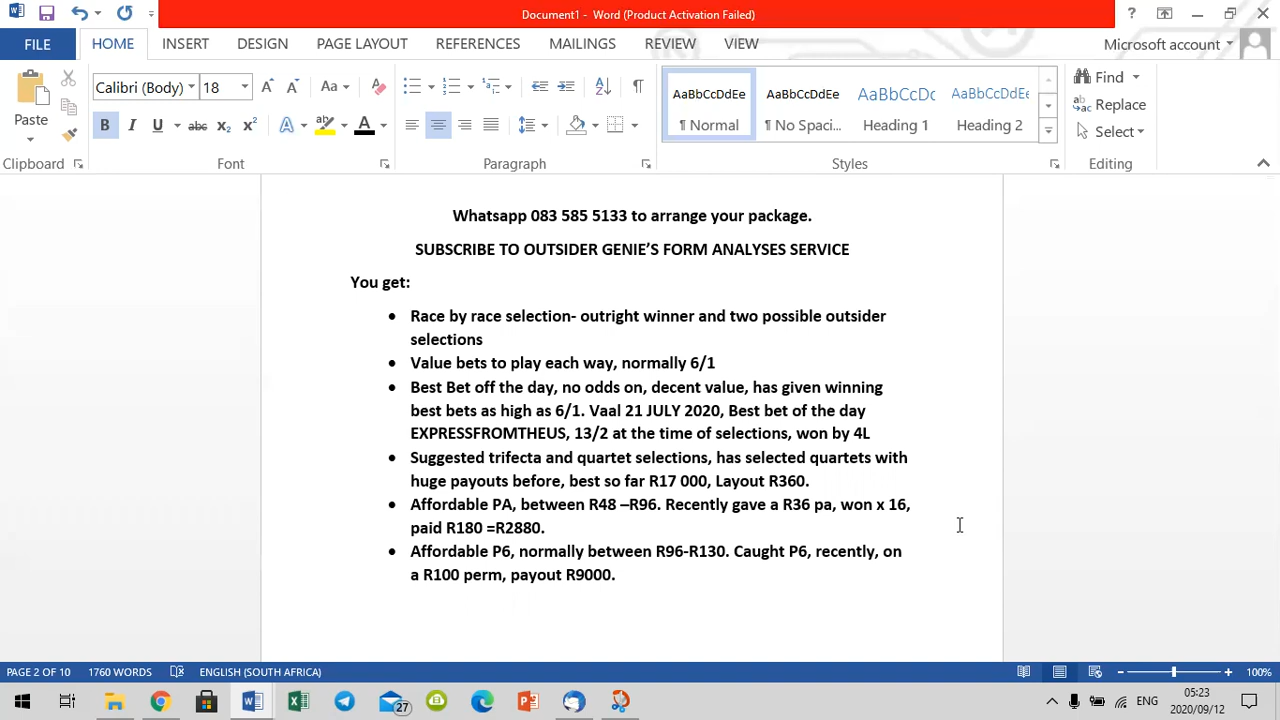 Document1 - Word (Product Activation Failed)
FILE HOME INSERT DESIGN PAGE LAYOUT REFERENCES MAILINGS REVIEW VIEW Microsoft account
Calibri (Body) 18 Aa
Paste
B I U abc x₂ x² A A
AaBbCcDdEe AaBbCcDdEe AaBbCcDc AaBbCcDdEe
¶ Normal ¶ No Spaci... Heading 1 Heading 2
Find
Replace
Select
Clipboard Font Paragraph Styles Editing
Whatsapp 083 585 5133 to arrange your package.
SUBSCRIBE TO OUTSIDER GENIE’S FORM ANALYSES SERVICE
You get:
• Race by race selection- outright winner and two possible outsider
selections
• Value bets to play each way, normally 6/1
• Best Bet off the day, no odds on, decent value, has given winning
best bets as high as 6/1. Vaal 21 JULY 2020, Best bet of the day
EXPRESSFROMTHEUS, 13/2 at the time of selections, won by 4L
• Suggested trifecta and quartet selections, has selected quartets with
huge payouts before, best so far R17 000, Layout R360.
• Affordable PA, between R48 –R96. Recently gave a R36 pa, won x 16,
paid R180 =R2880.
• Affordable P6, normally between R96-R130. Caught P6, recently, on
a R100 perm, payout R9000.
PAGE 2 OF 10 1760 WORDS ENGLISH (SOUTH AFRICA) 100%
27 ENG 05:23
2020/09/12